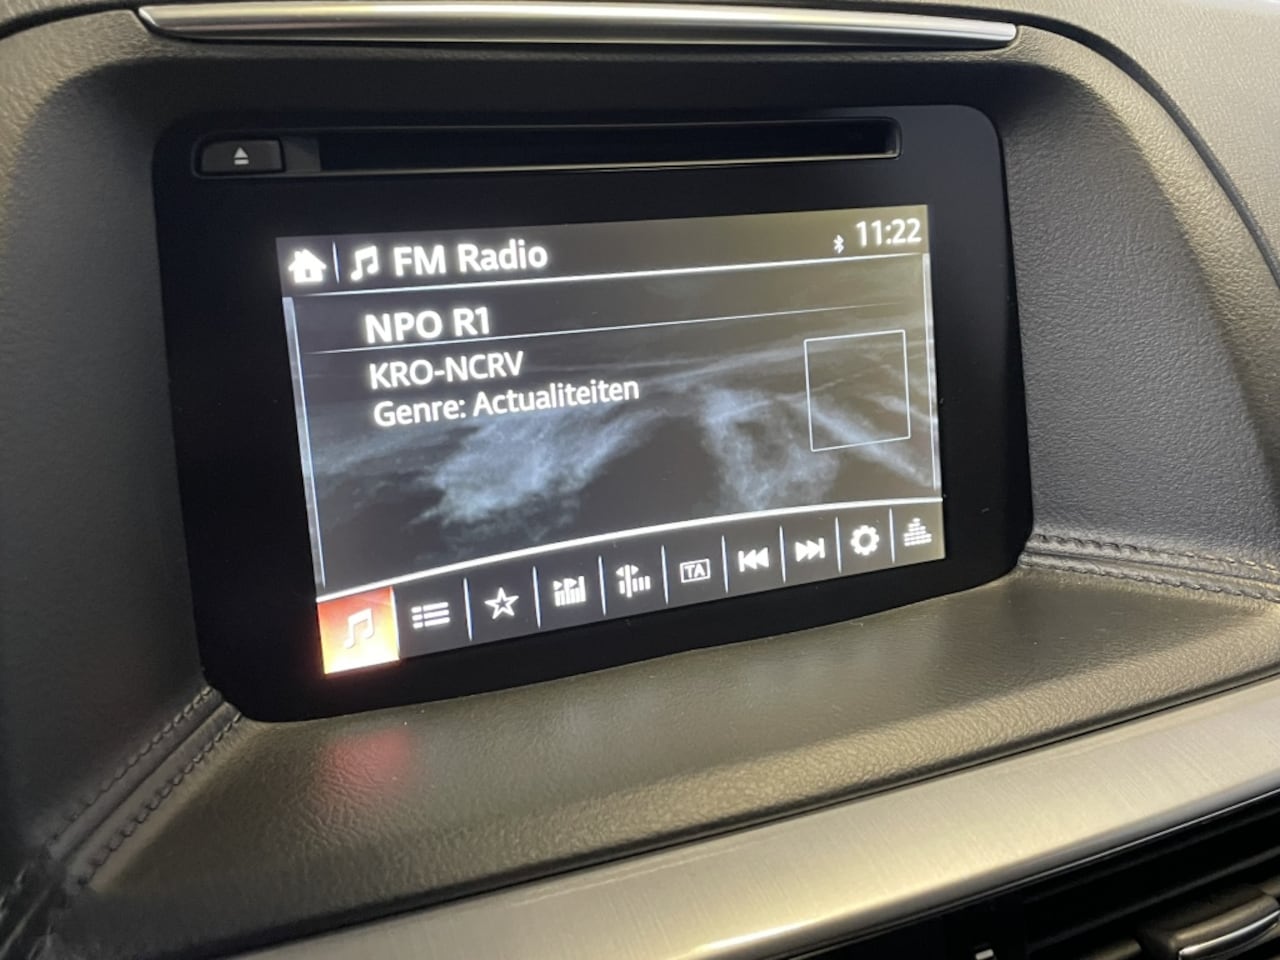 FM Radio
11:22
NPO R1
KRO-NCRV
Genre: Actualiteiten
TA